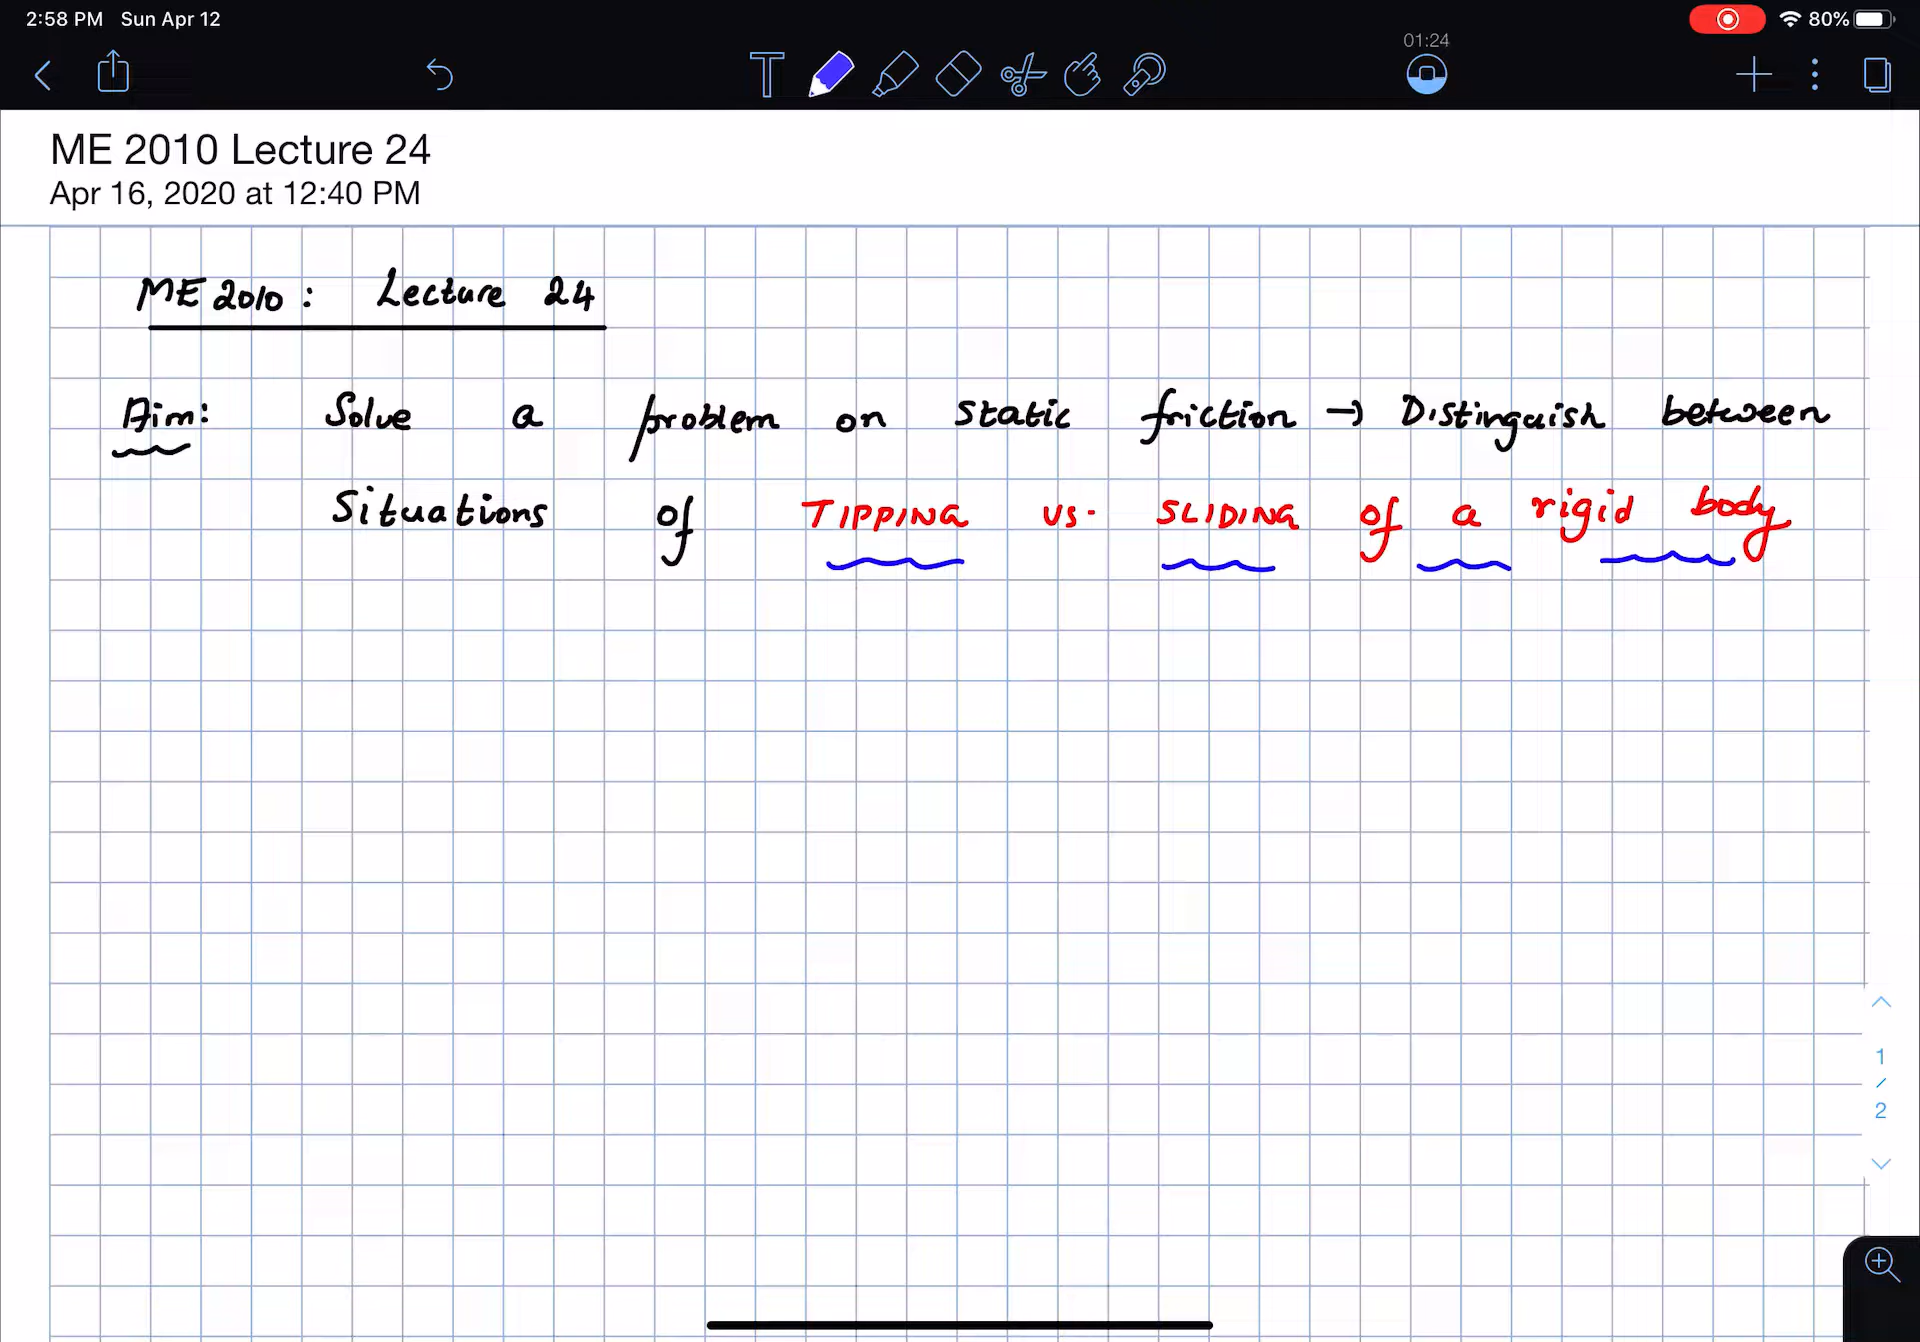 2:58 PM Sun Apr 12 80%
01:24
ME 2010 Lecture 24
Apr 16, 2020 at 12:40 PM
ME 2010 : Lecture 24
Aim: Solve a problem on static friction → Distinguish between
Situations of TIPPING vs. SLIDING of a rigid body
1
/
2